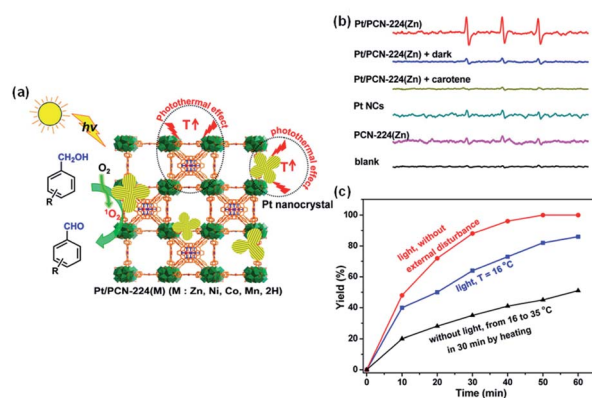 (a)
hν
CH₂OH
R
O₂
¹O₂
CHO
R
Photothermal effect
T↑
photothermal effect
T↑
Pt nanocrystal
Pt/PCN-224(M) (M : Zn, Ni, Co, Mn, 2H)
(b)
Pt/PCN-224(Zn)
Pt/PCN-224(Zn) + dark
Pt/PCN-224(Zn) + carotene
Pt NCs
PCN-224(Zn)
blank
(c)
Yield (%)
100
80
60
40
20
0
light, without
external disturbance
light, T = 16 °C
without light, from 16 to 35 °C
in 30 min by heating
0 10 20 30 40 50 60
Time (min)